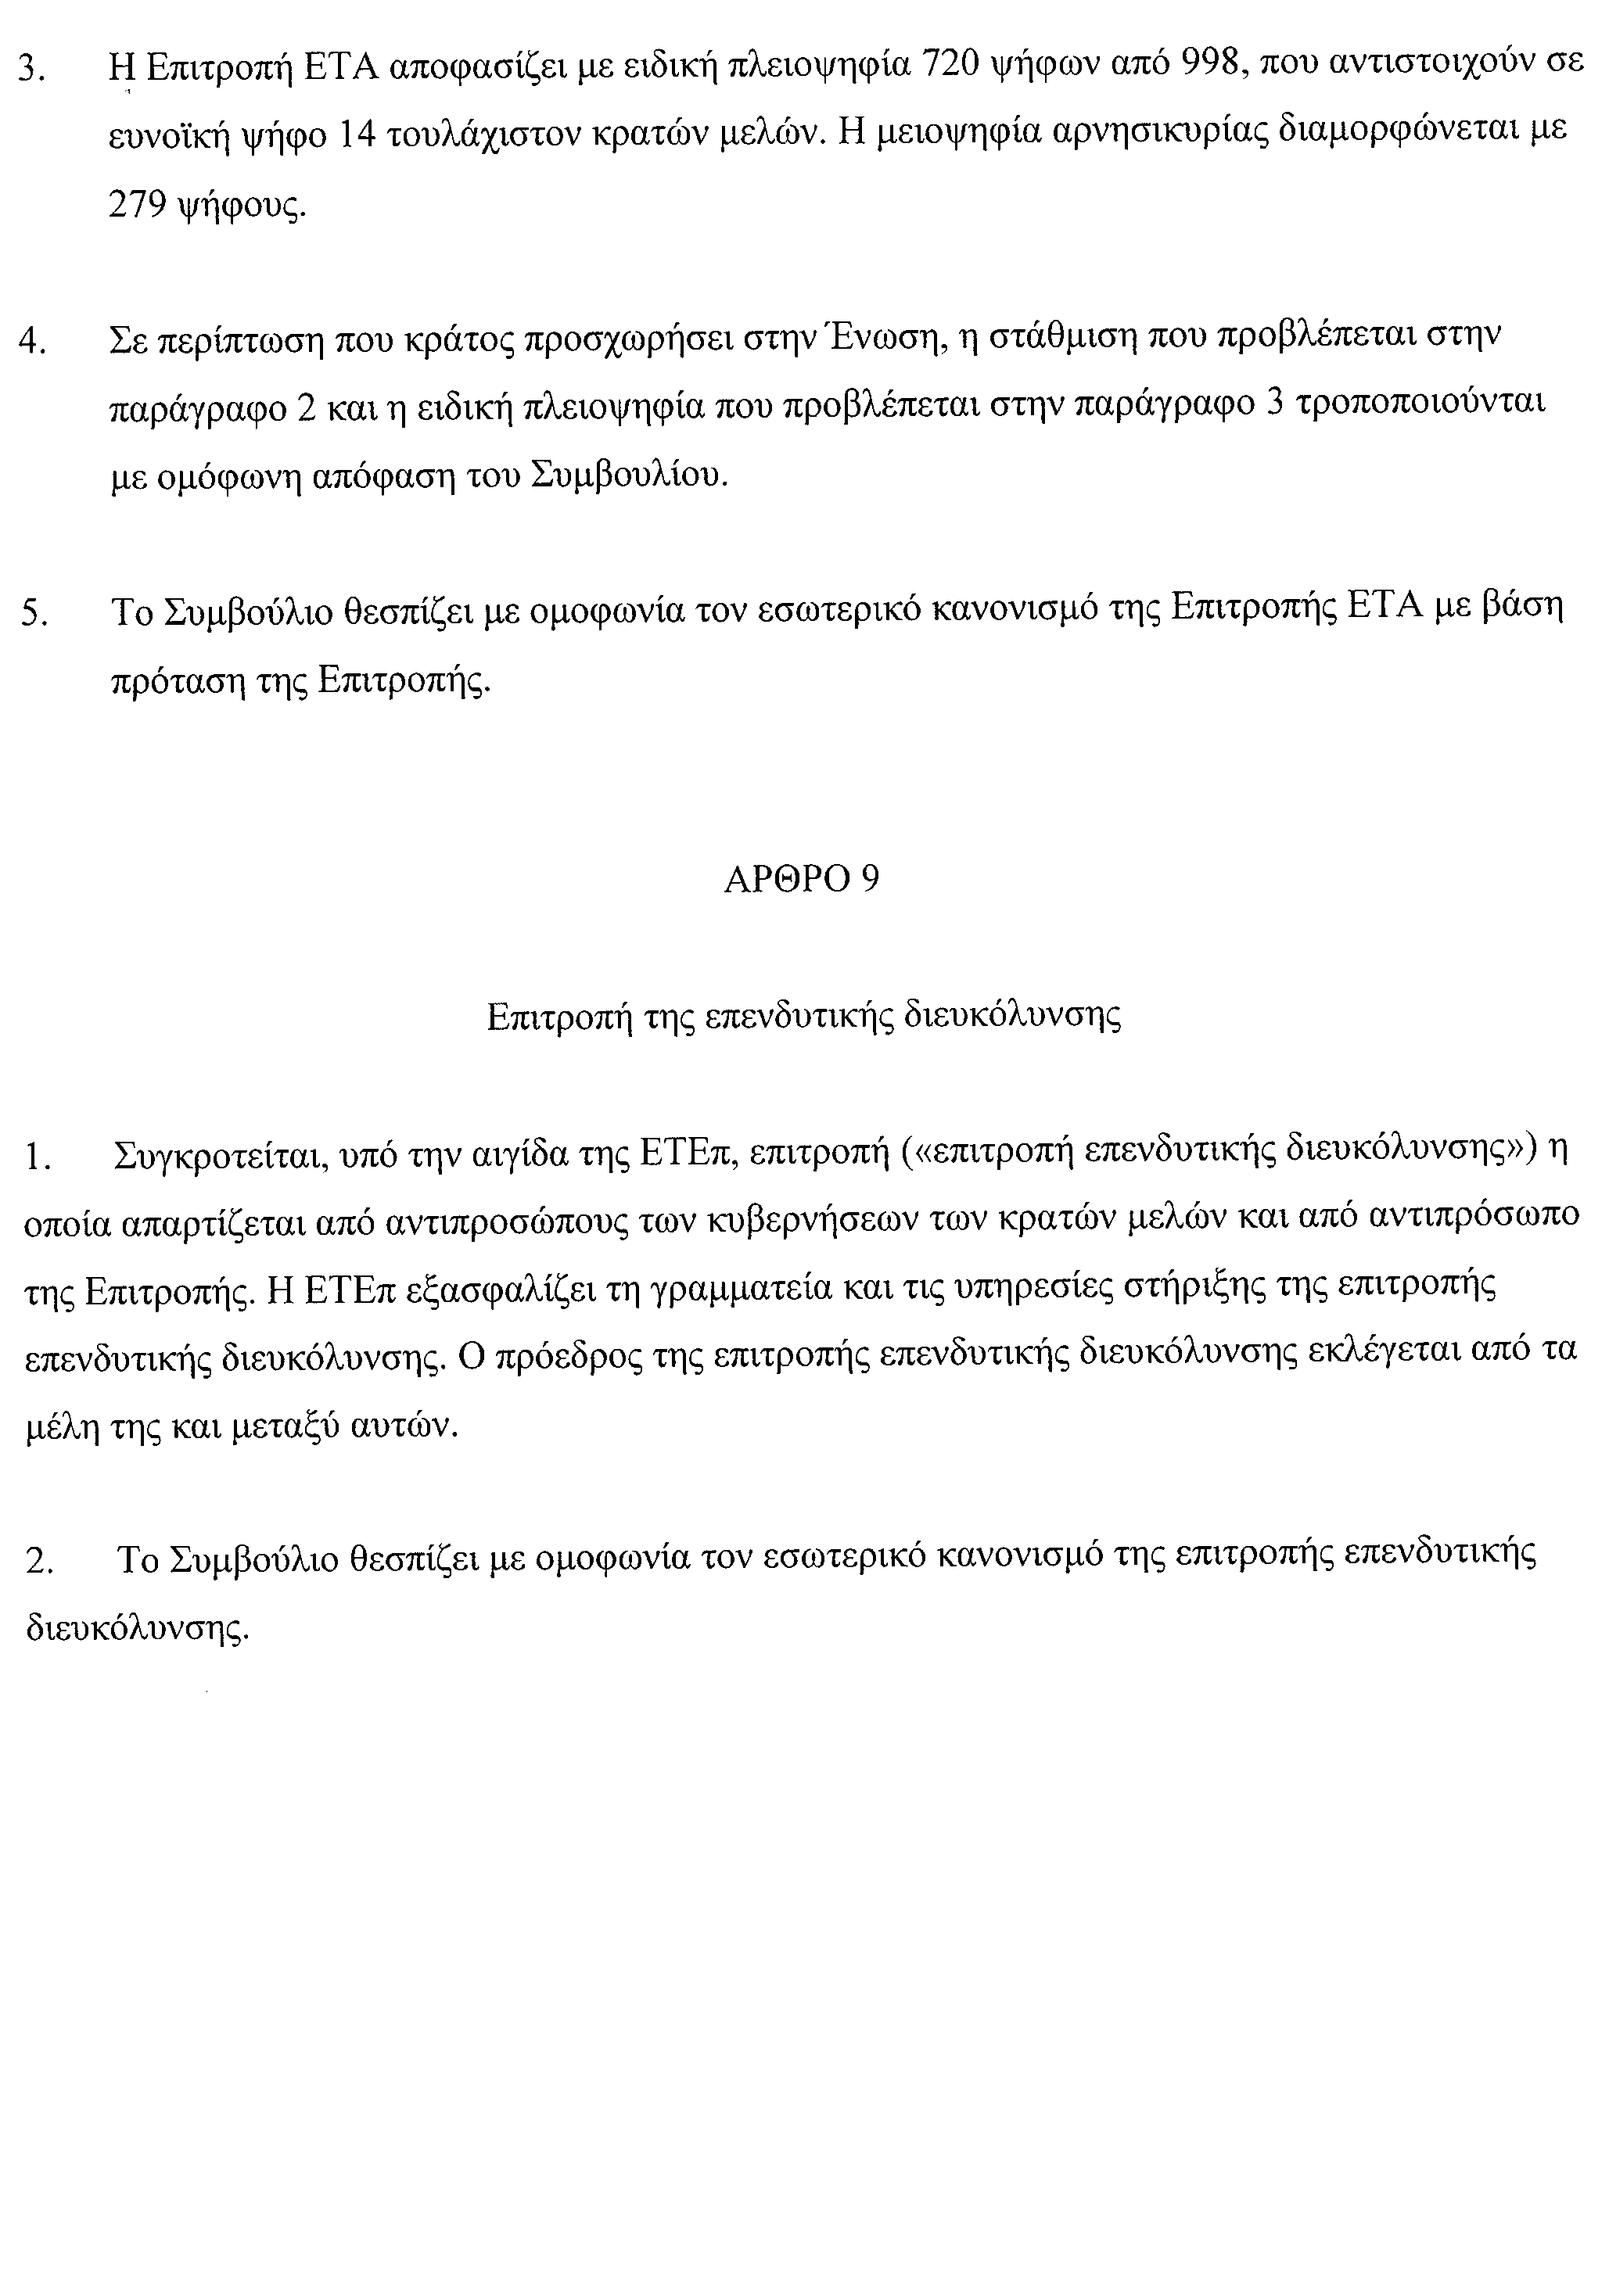 3. Η Επιτροπή ΕΤΑ αποφασίζει με ειδική πλειοψηφία 720 ψήφων από 998, που αντιστοιχούν σε
ευνοϊκή ψήφο 14 τουλάχιστον κρατών μελών. Η μειοψηφία αρνησικυρίας διαμορφώνεται με
279 ψήφους.
4. Σε περίπτωση που κράτος προσχωρήσει στην Ένωση, η στάθμιση που προβλέπεται στην
παράγραφο 2 και η ειδική πλειοψηφία που προβλέπεται στην παράγραφο 3 τροποποιούνται
με ομόφωνη απόφαση του Συμβουλίου.
5. Το Συμβούλιο θεσπίζει με ομοφωνία τον εσωτερικό κανονισμό της Επιτροπής ΕΤΑ με βάση
πρόταση της Επιτροπής.
ΑΡΘΡΟ 9
Επιτροπή της επενδυτικής διευκόλυνσης
1. Συγκροτείται, υπό την αιγίδα της ΕΤΕπ, επιτροπή («επιτροπή επενδυτικής διευκόλυνσης») η
οποία απαρτίζεται από αντιπροσώπους των κυβερνήσεων των κρατών μελών και από αντιπρόσωπο
της Επιτροπής. Η ΕΤΕπ εξασφαλίζει τη γραμματεία και τις υπηρεσίες στήριξης της επιτροπής
επενδυτικής διευκόλυνσης. Ο πρόεδρος της επιτροπής επενδυτικής διευκόλυνσης εκλέγεται από τα
μέλη της και μεταξύ αυτών.
2. Το Συμβούλιο θεσπίζει με ομοφωνία τον εσωτερικό κανονισμό της επιτροπής επενδυτικής
διευκόλυνσης.